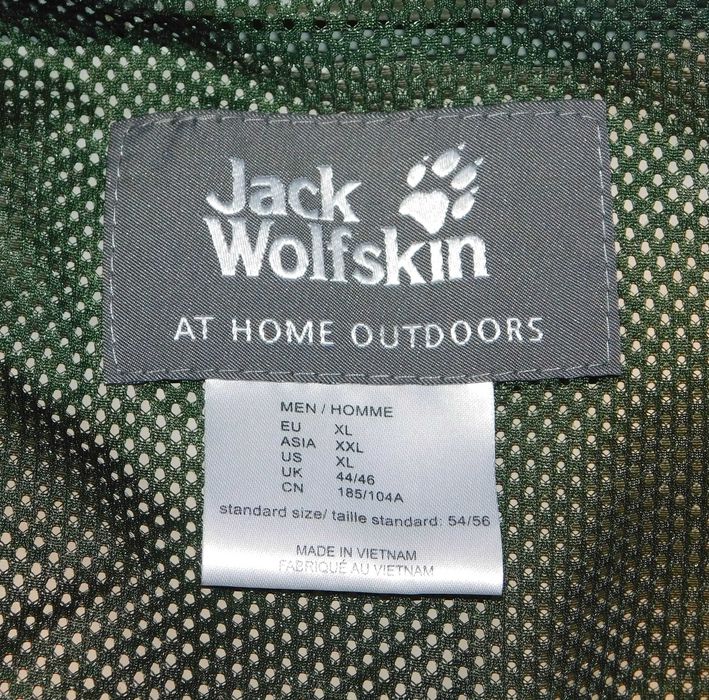 Jack
Wolfskin
AT HOME OUTDOORS
MEN / HOMME
EU XL
ASIA XXL
US XL
UK 44/46
CN 185/104A
standard size/ taille standard: 54/56
MADE IN VIETNAM
FABRIQUÉ AU VIETNAM